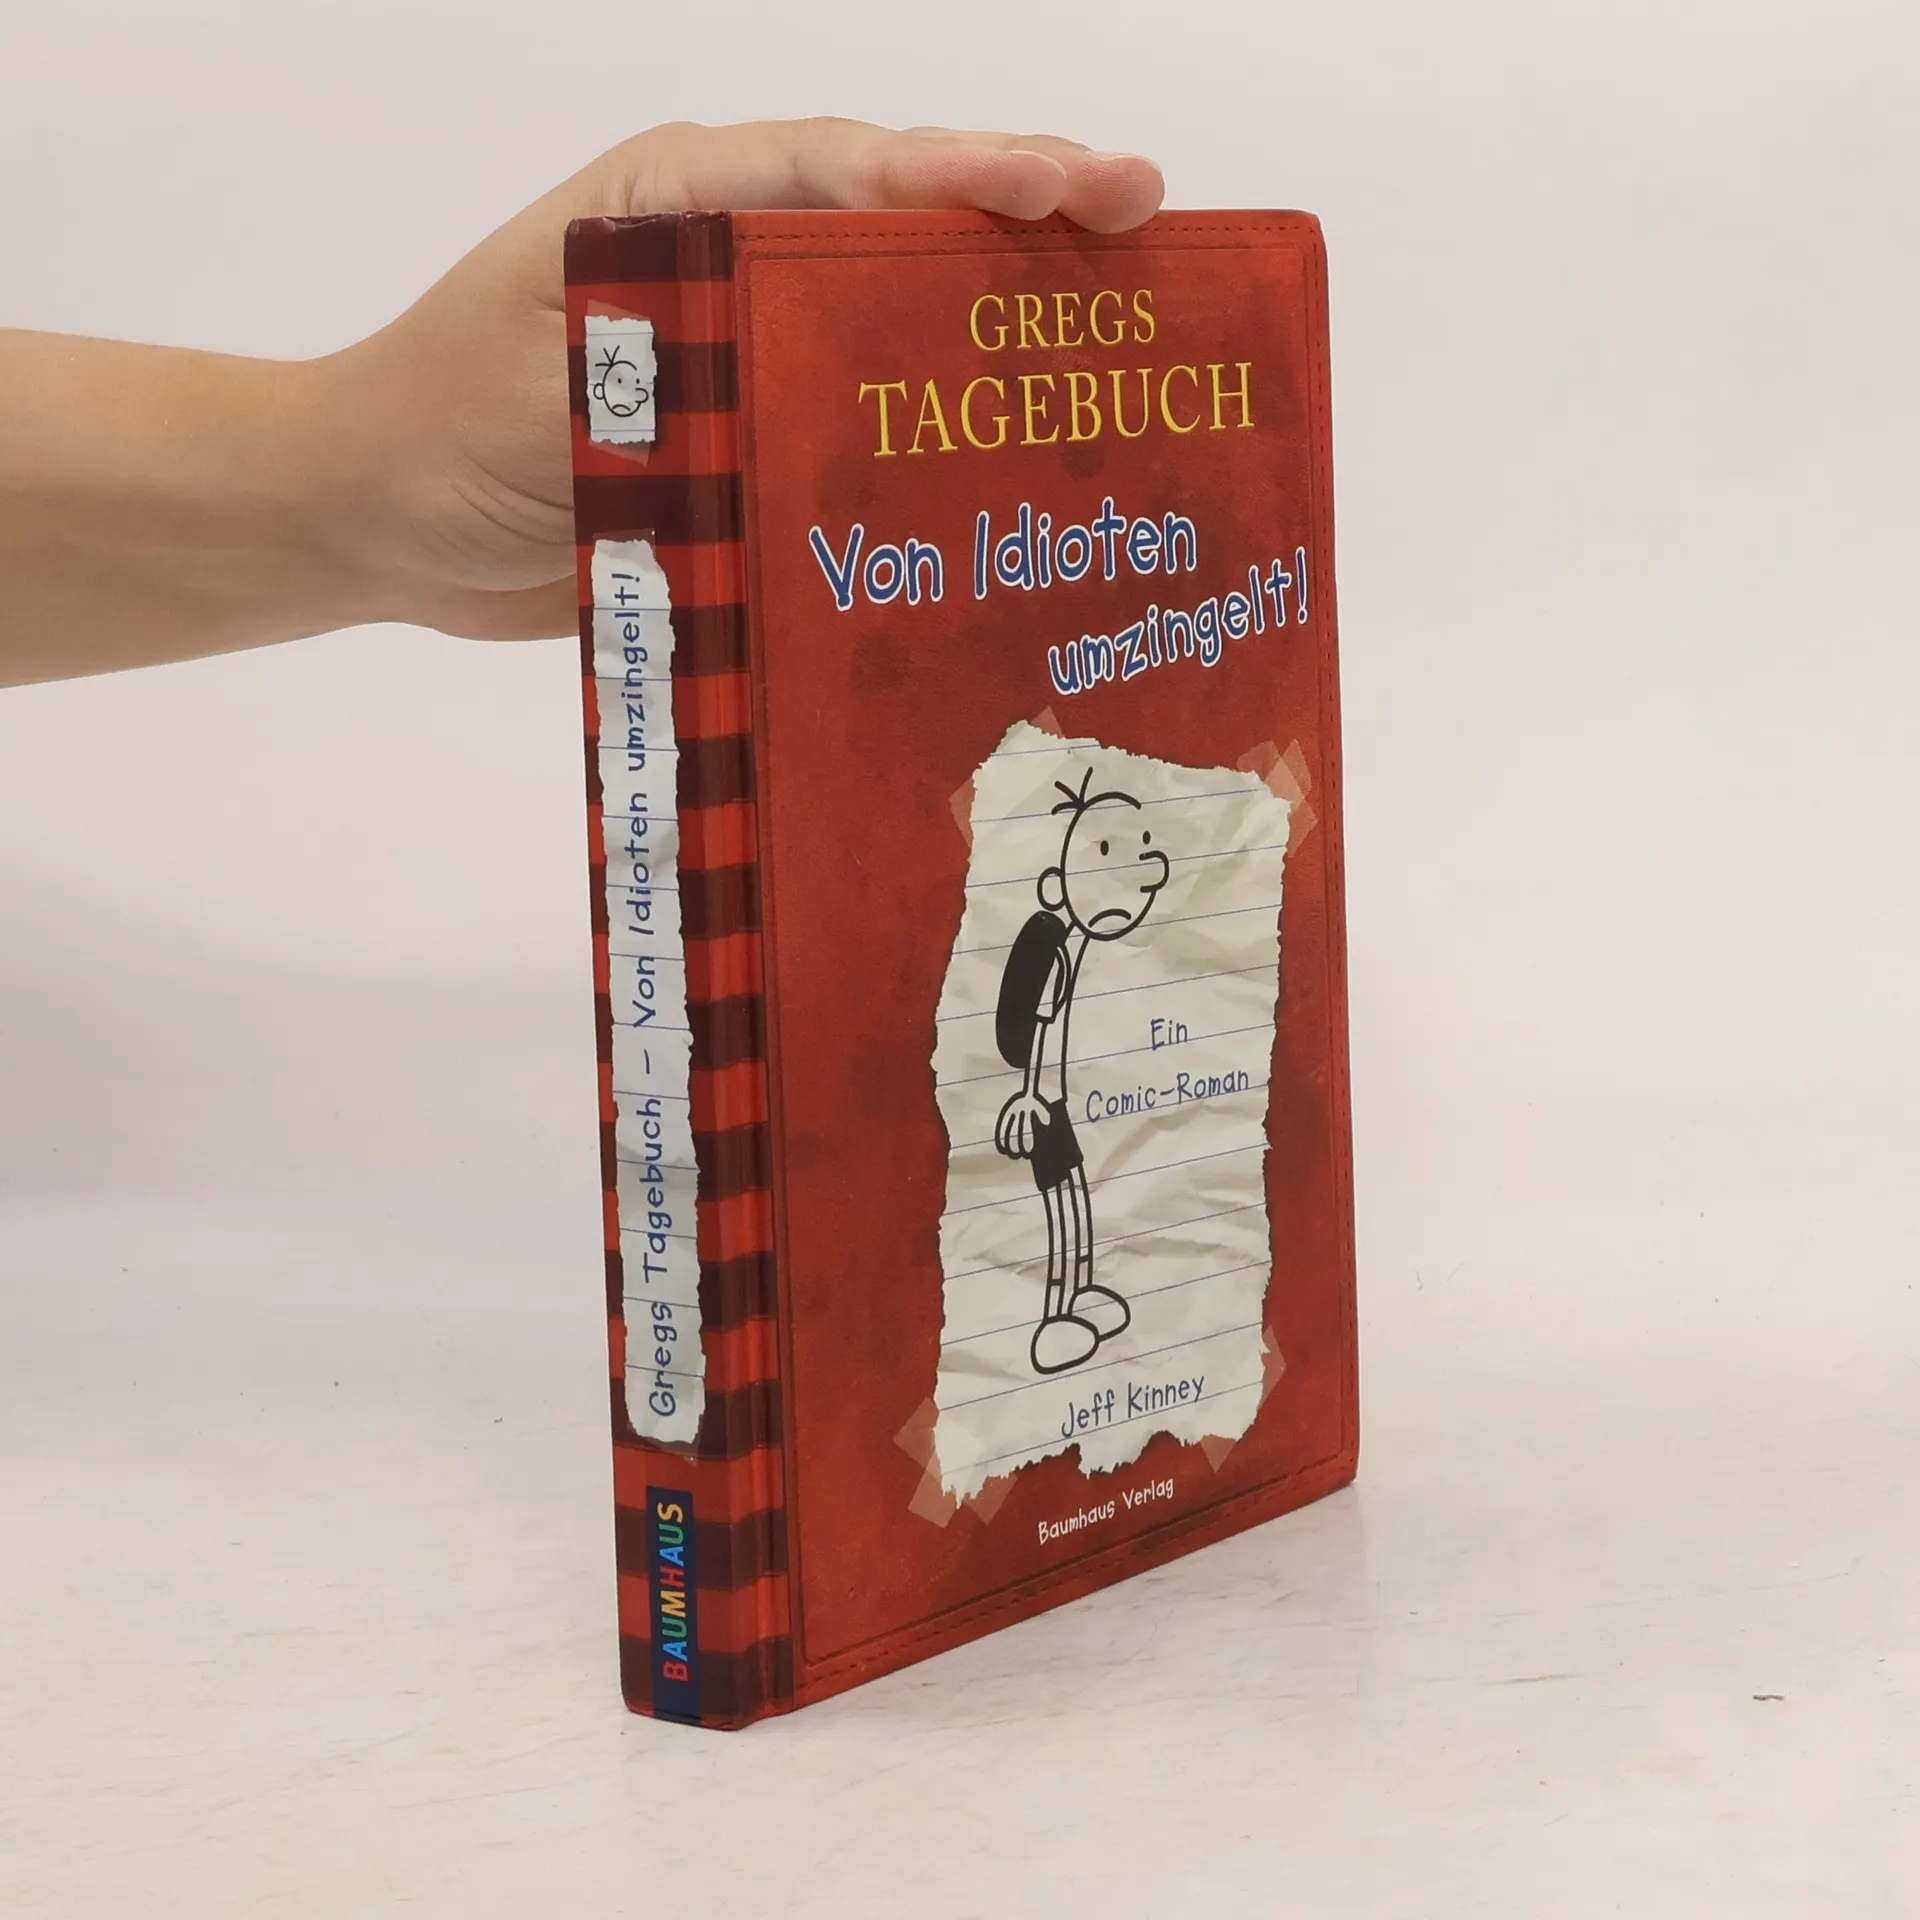 GREGS
TAGEBUCH
Von Idioten
umzingelt!
Ein
Comic-Roman
Jeff Kinney
Baumhaus Verlag
Gregs Tagebuch - Von Idioten umzingelt!
BAUMHAUS